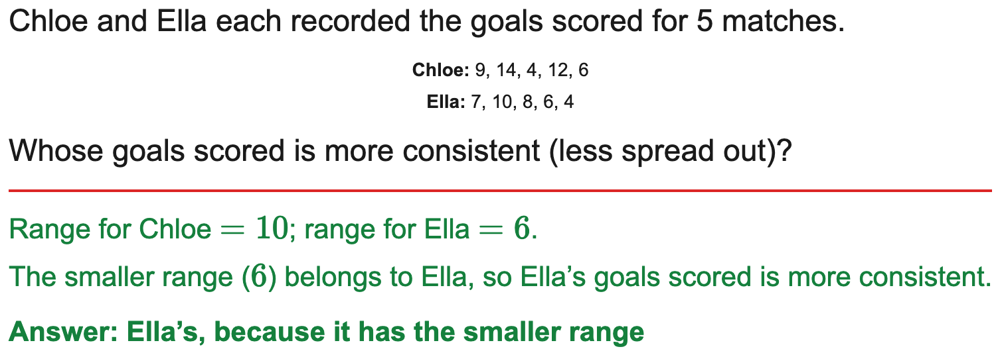 Chloe and Ella each recorded the goals scored for 5 matches.
Chloe: 9, 14, 4, 12, 6
Ella: 7, 10, 8, 6, 4
Whose goals scored is more consistent (less spread out)?
Range for Chloe = 10; range for Ella = 6.
The smaller range (6) belongs to Ella, so Ella’s goals scored is more consistent.
Answer: Ella’s, because it has the smaller range